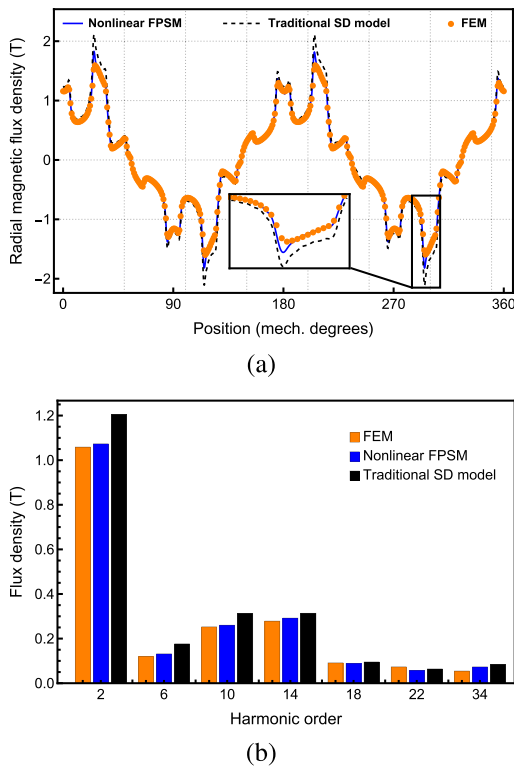 Nonlinear FPSM Traditional SD model FEM
2
1
0
−1
−2
Radial magnetic flux density (T)
0 90 180 270 360
Position (mech. degrees)
(a)
1.2
1.0
0.8
0.6
0.4
0.2
0.0
Flux density (T)
FEM
Nonlinear FPSM
Traditional SD model
2 6 10 14 18 22 34
Harmonic order
(b)